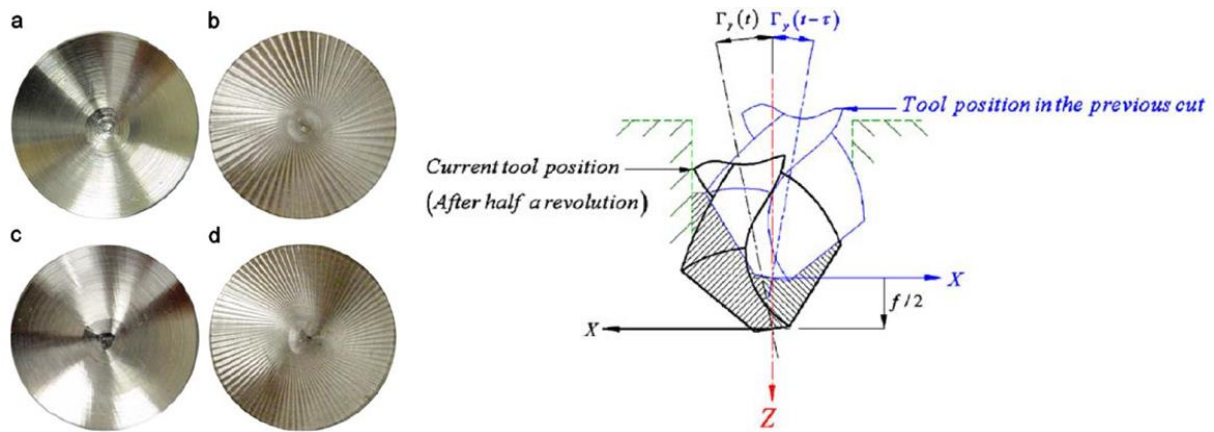 a
b
c
d
Γy(t) Γy(t-τ)
Tool position in the previous cut
Current tool position
(After half a revolution)
X
f/2
X
Z